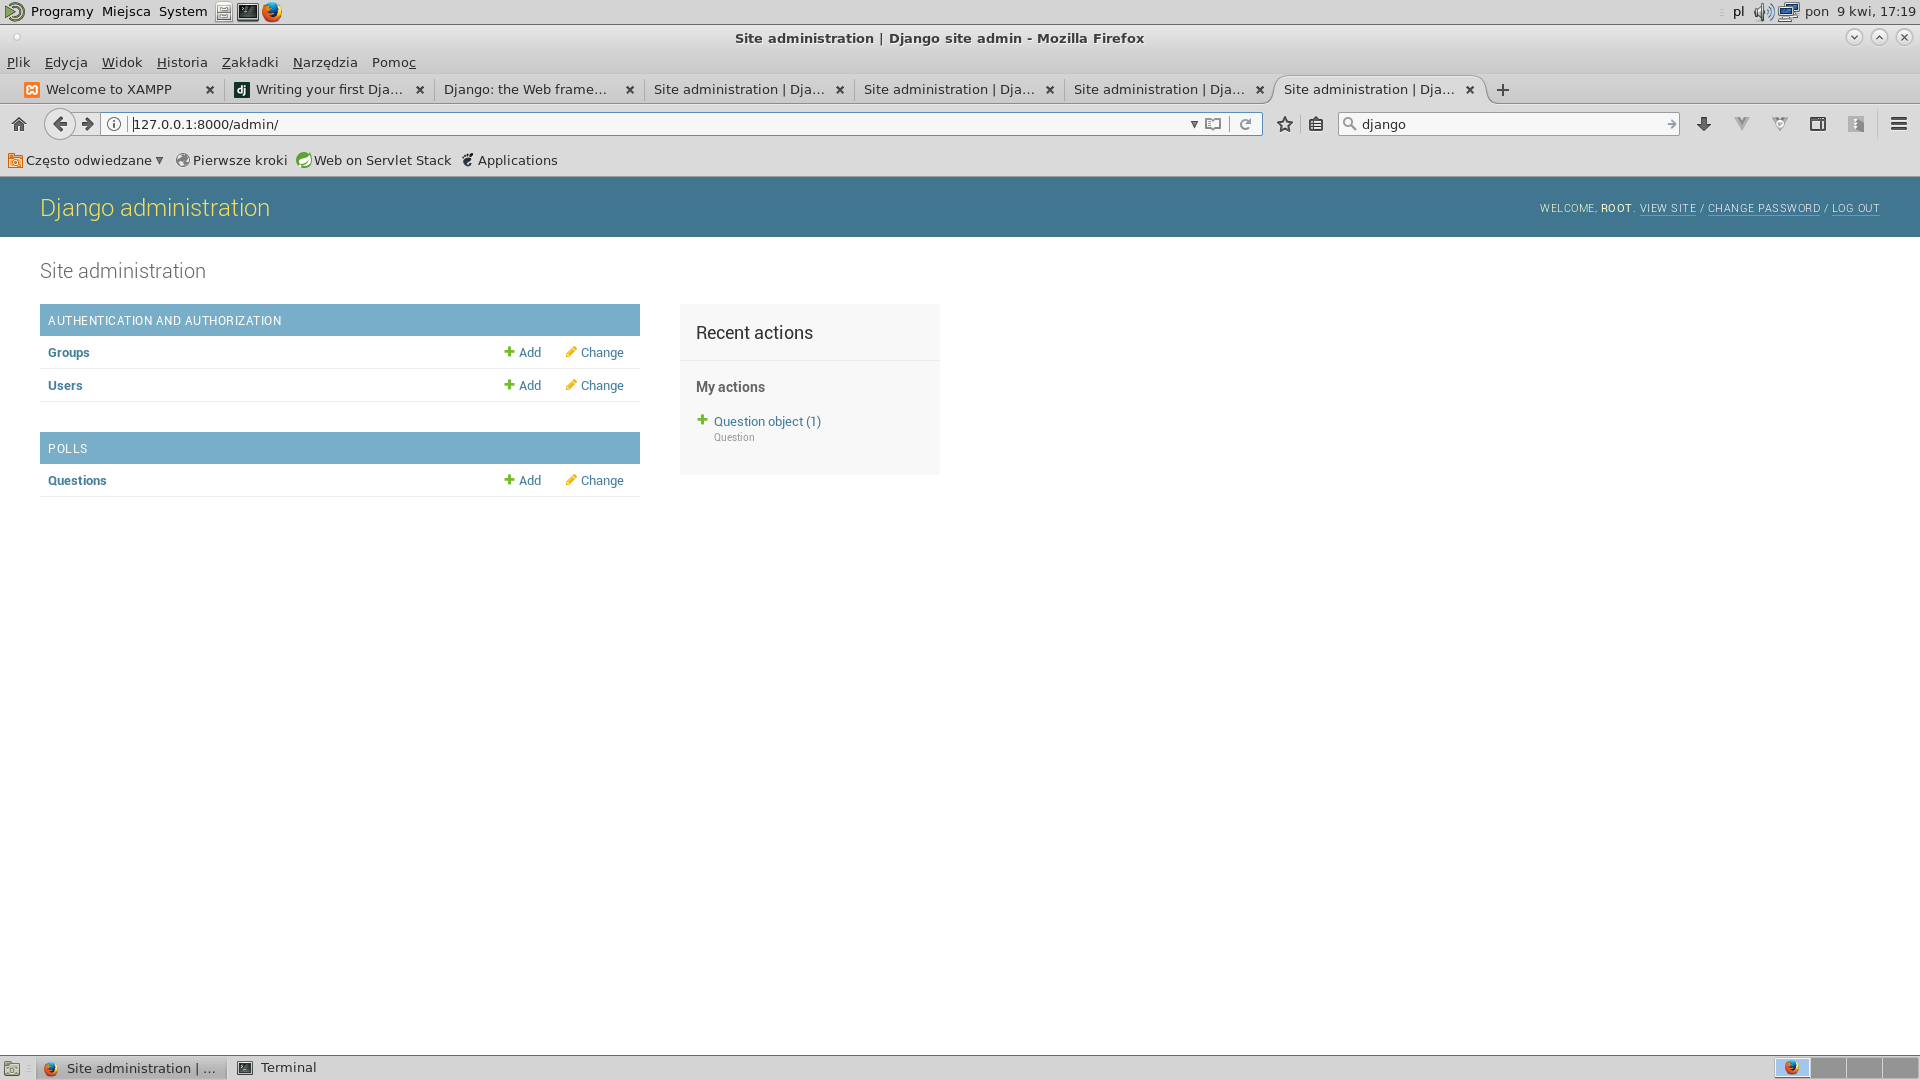 Programy Miejsca System pl pon 9 kwi, 17:19
Site administration | Django site admin - Mozilla Firefox
Plik Edycja Widok Historia Zakładki Narzędzia Pomoc
Welcome to XAMPP Writing your first Dja... Django: the Web frame... Site administration | Dja... Site administration | Dja... Site administration | Dja... Site administration | Dja...
127.0.0.1:8000/admin/ django
Często odwiedzane Pierwsze kroki Web on Servlet Stack Applications
Django administration WELCOME, ROOT. VIEW SITE / CHANGE PASSWORD / LOG OUT
Site administration
AUTHENTICATION AND AUTHORIZATION
Groups Add Change
Users Add Change
POLLS
Questions Add Change
Recent actions
My actions
Question object (1)
Question
Site administration | ... Terminal